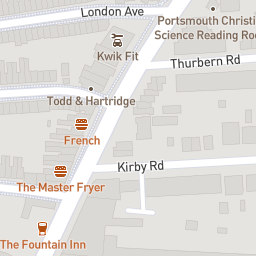 London Ave
Portsmouth Christi
Science Reading Roo
Kwik Fit
Thurbern Rd
Todd & Hartridge
French
Kirby Rd
The Master Fryer
The Fountain Inn